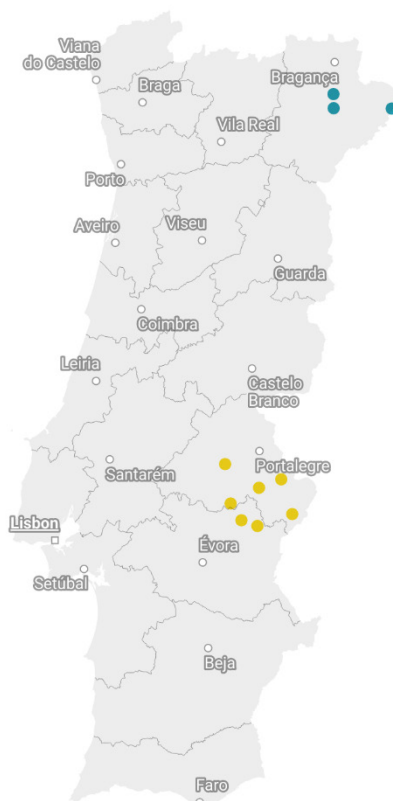 Viana
do Castelo
Bragança
Braga
Vila Real
Porto
Aveiro
Viseu
Guarda
Coimbra
Leiria
Castelo
Branco
Santarém
Portalegre
Lisbon
Évora
Setúbal
Beja
Faro